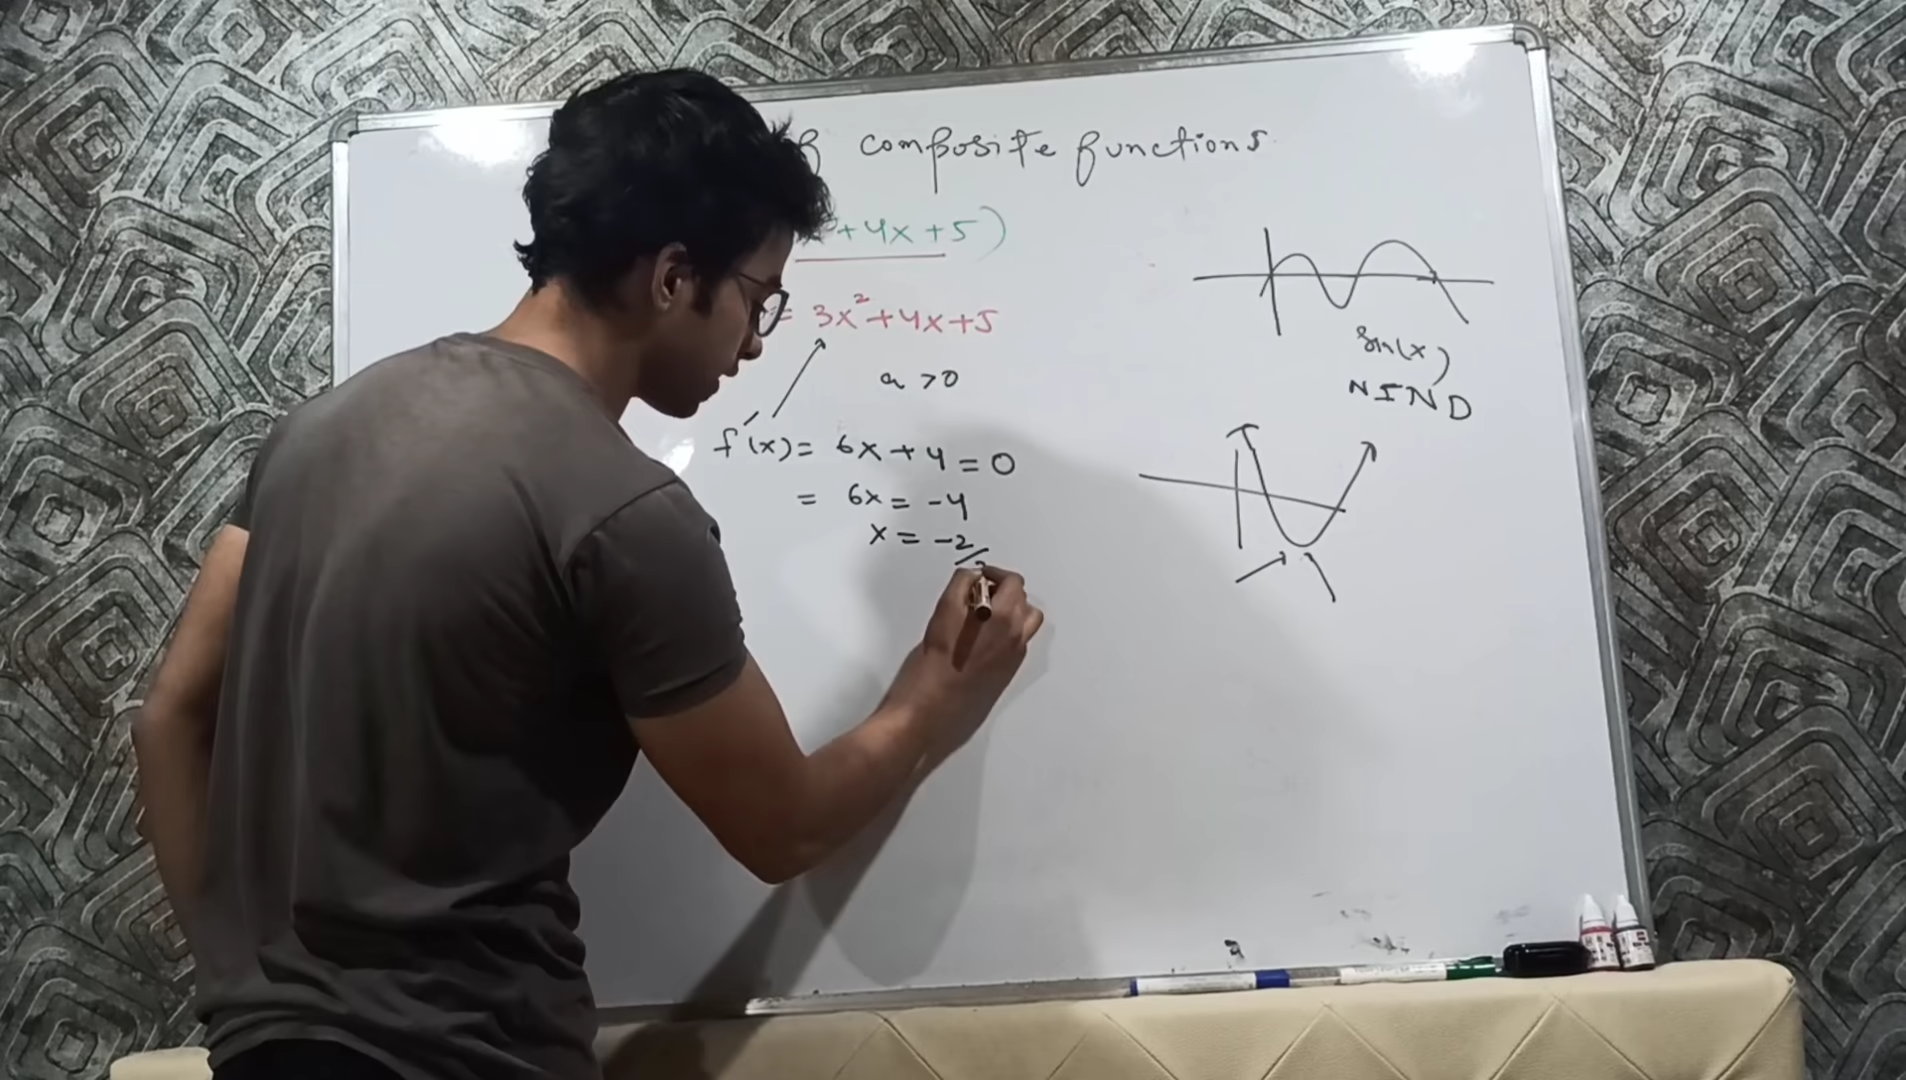 composite functions
+4x+5)
= 3x²+4x+5
a >0
f'(x)= 6x+4=0
= 6x= -4
x= -2/
sin(x)
NIND